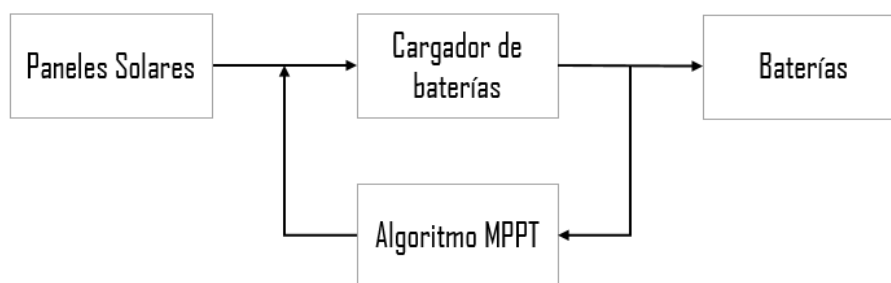 Paneles Solares
Cargador de
baterías
Baterías
Algoritmo MPPT